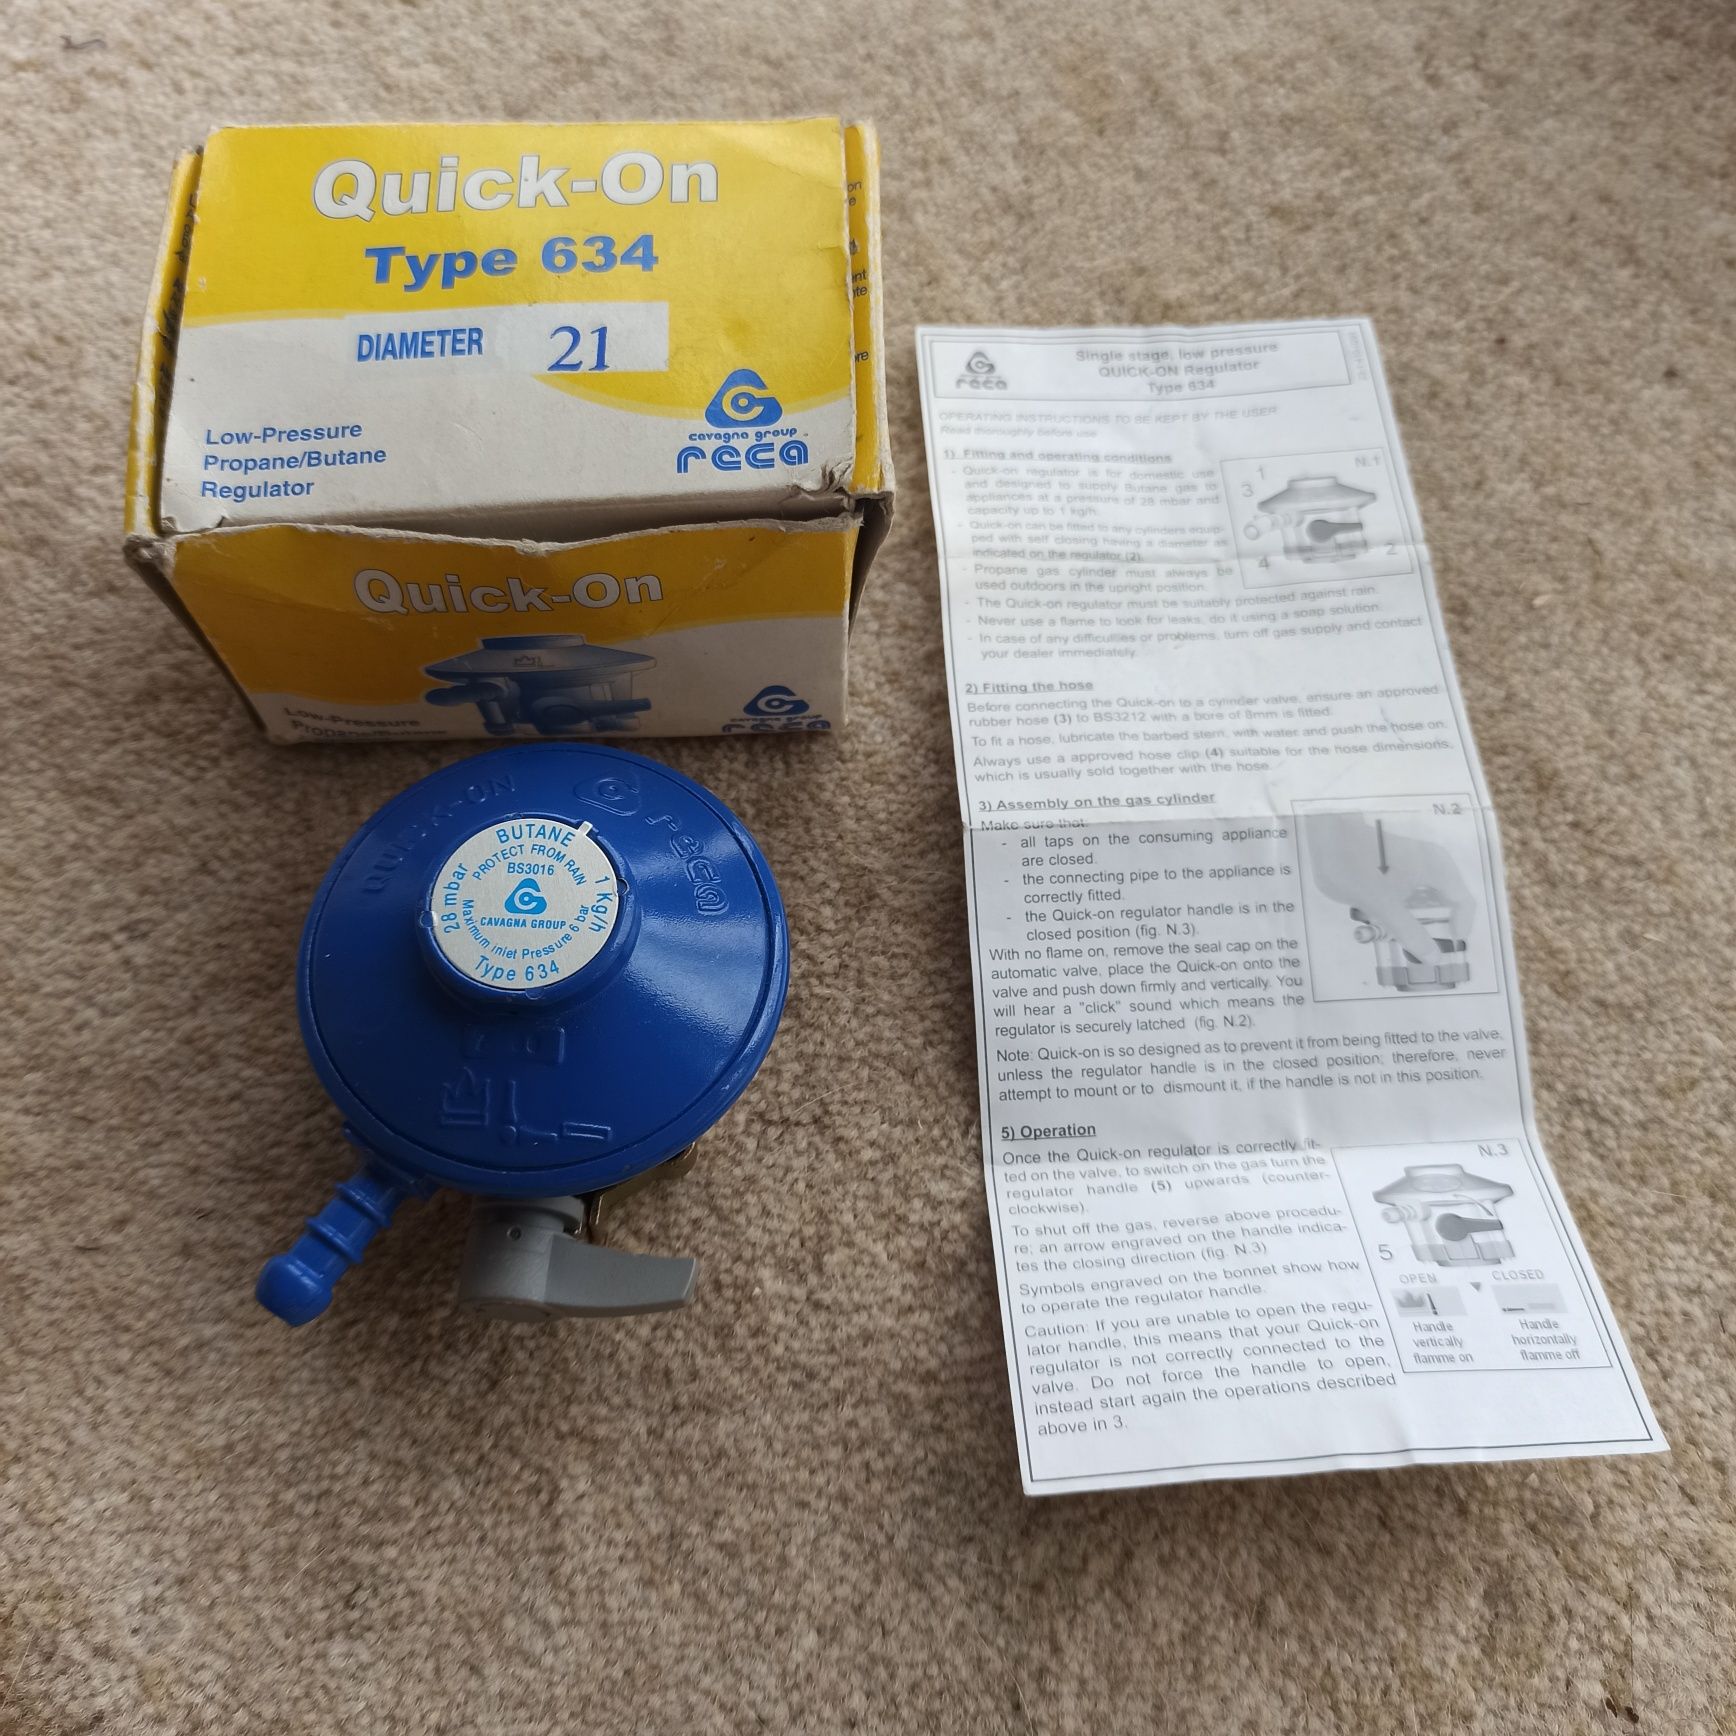 Quick-On
Type 634
DIAMETER 21
Low-Pressure
Propane/Butane
Regulator
cavagna group
reca
Quick-On
Low-Pressure
Propane/Butane
cavagna group
reca
QUICK-ON
reca
BUTANE
PROTECT FROM RAIN
BS3016
28 mbar
1 kg/h
CAVAGNA GROUP
Maximum Inlet Pressure 6 bar
Type 634
reca
Single stage, low pressure
QUICK-ON Regulator
Type 634
OPERATING INSTRUCTIONS TO BE KEPT BY THE USER
Read thoroughly before use
1) Fitting and operating conditions
- Quick-on regulator is for domestic use
and designed to supply Butane gas to
appliances at a pressure of 28 mbar and
capacity up to 1 kg/h.
- Quick-on can be fitted to any cylinders equip-
ped with self closing having a diameter as
indicated on the regulator (2).
- Propane gas cylinder must always be
used outdoors in the upright position.
- The Quick-on regulator must be suitably protected against rain.
- Never use a flame to look for leaks, do it using a soap solution.
- In case of any difficulties or problems, turn off gas supply and contact
your dealer immediately.
N.1
1
3
2
4
2) Fitting the hose
Before connecting the Quick-on to a cylinder valve, ensure an approved
rubber hose (3) to BS3212 with a bore of 8mm is fitted.
To fit a hose, lubricate the barbed stem, with water and push the hose on.
Always use a approved hose clip (4) suitable for the hose dimensions,
which is usually sold together with the hose.
3) Assembly on the gas cylinder
Make sure that:
- all taps on the consuming appliance
are closed.
- the connecting pipe to the appliance is
correctly fitted.
- the Quick-on regulator handle is in the
closed position (fig. N.3).
With no flame on, remove the seal cap on the
automatic valve, place the Quick-on onto the
valve and push down firmly and vertically. You
will hear a "click" sound which means the
regulator is securely latched (fig. N.2).
N.2
Note: Quick-on is so designed as to prevent it from being fitted to the valve,
unless the regulator handle is in the closed position; therefore, never
attempt to mount or to dismount it, if the handle is not in this position.
5) Operation
Once the Quick-on regulator is correctly fit-
ted on the valve, to switch on the gas turn the
regulator handle (5) upwards (counter-
clockwise).
To shut off the gas, reverse above procedu-
re; an arrow engraved on the handle indica-
tes the closing direction (fig. N.3)
Symbols engraved on the bonnet show how
to operate the regulator handle.
Caution: If you are unable to open the regu-
lator handle, this means that your Quick-on
regulator is not correctly connected to the
valve. Do not force the handle to open,
instead start again the operations described
above in 3.
N.3
5
OPEN CLOSED
Handle
vertically
flamme on
Handle
horizontally
flamme off